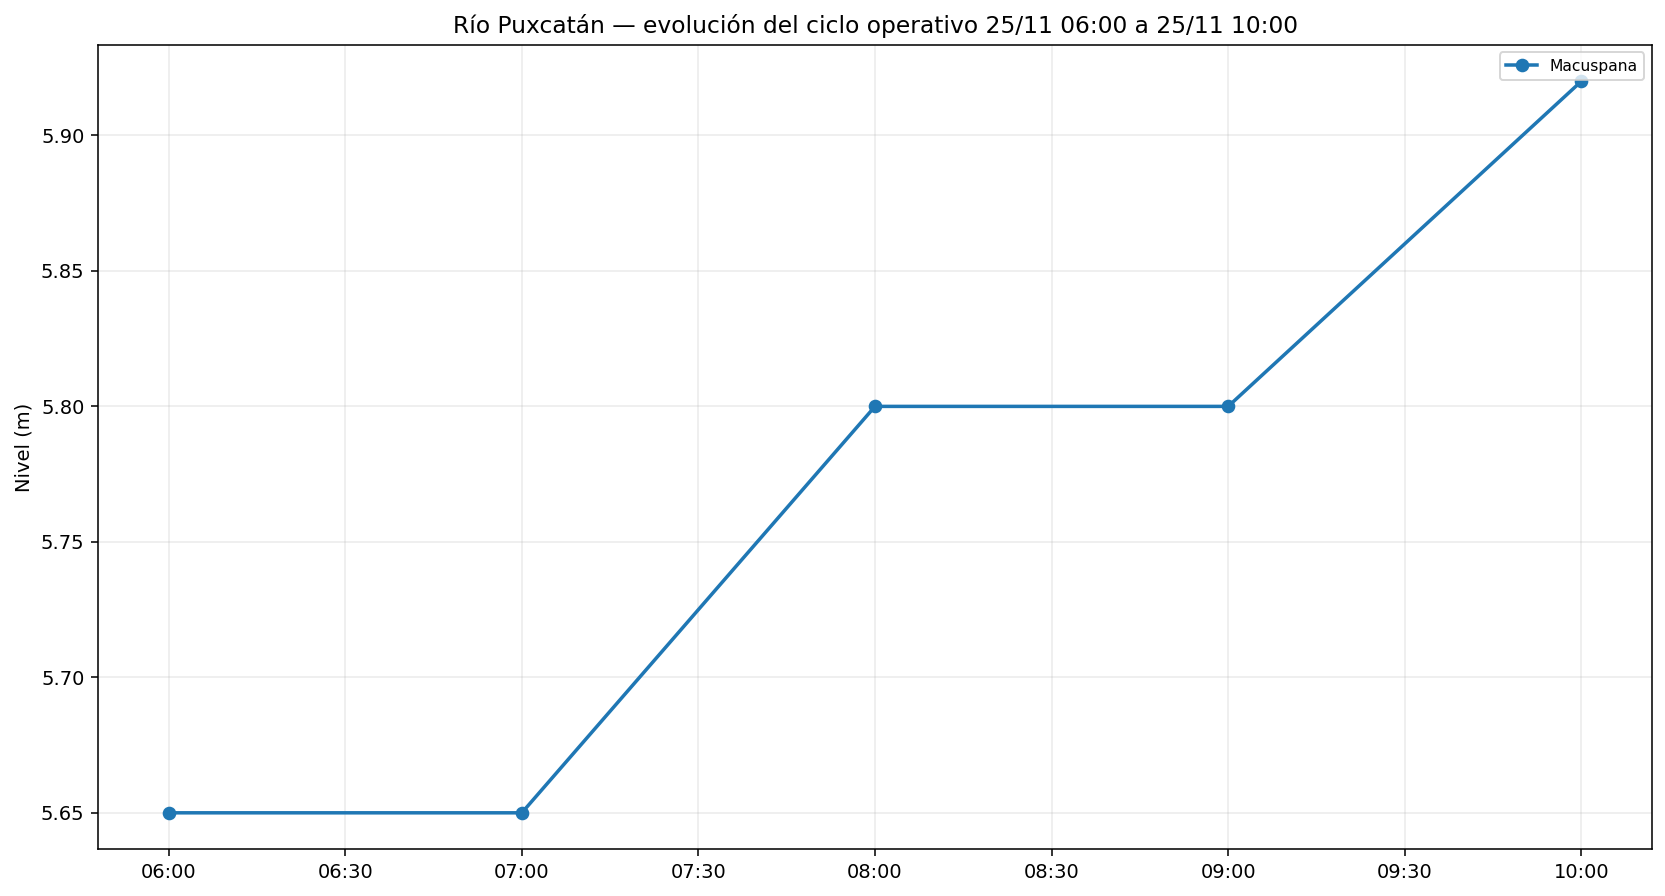 Río Puxcatán — evolución del ciclo operativo 25/11 06:00 a 25/11 10:00
Macuspana
Nivel (m)
5.90
5.85
5.80
5.75
5.70
5.65
06:00 06:30 07:00 07:30 08:00 08:30 09:00 09:30 10:00